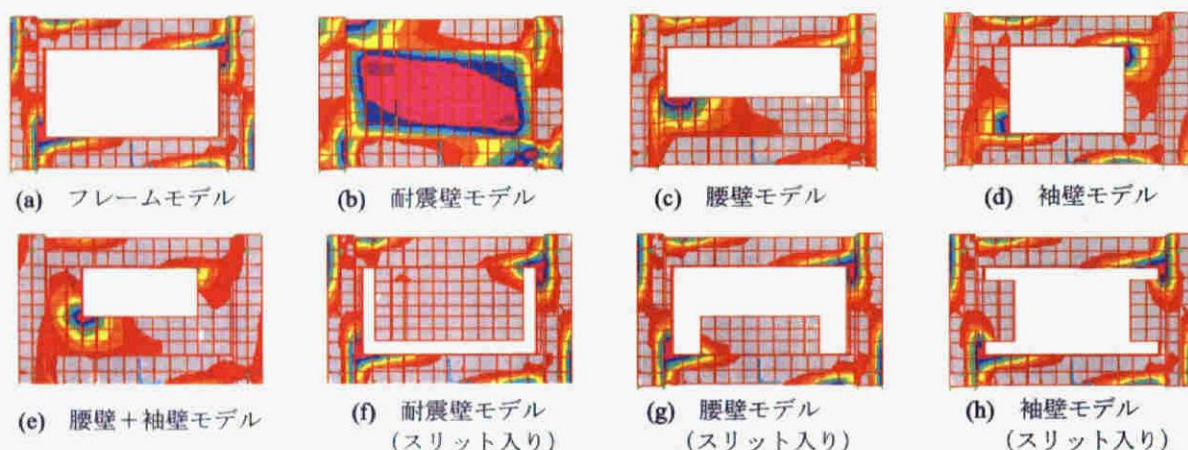 (a) フレームモデル
(b) 耐震壁モデル
(c) 腰壁モデル
(d) 袖壁モデル
(e) 腰壁+袖壁モデル
(f) 耐震壁モデル
(スリット入り)
(g) 腰壁モデル
(スリット入り)
(h) 袖壁モデル
(スリット入り)